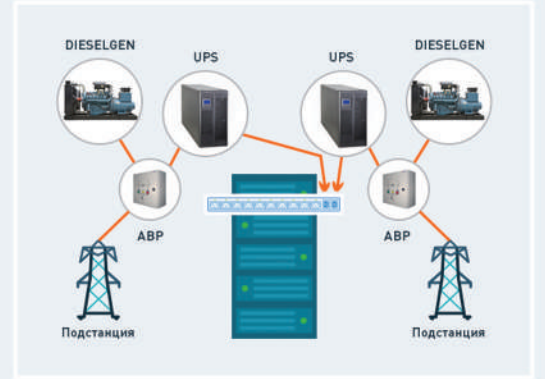 DIESELGEN
UPS
UPS
DIESELGEN
АВР
АВР
Подстанция
Подстанция